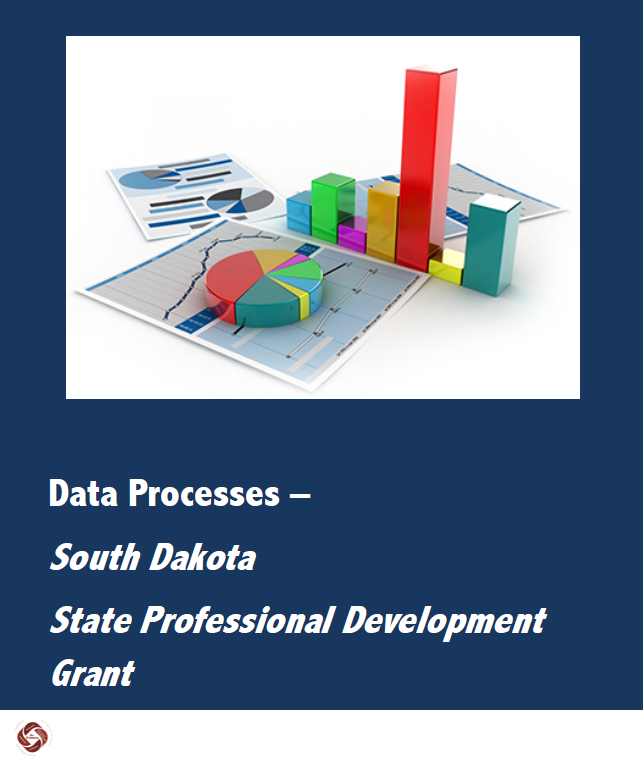 Data Processes –
South Dakota
State Professional Development
Grant